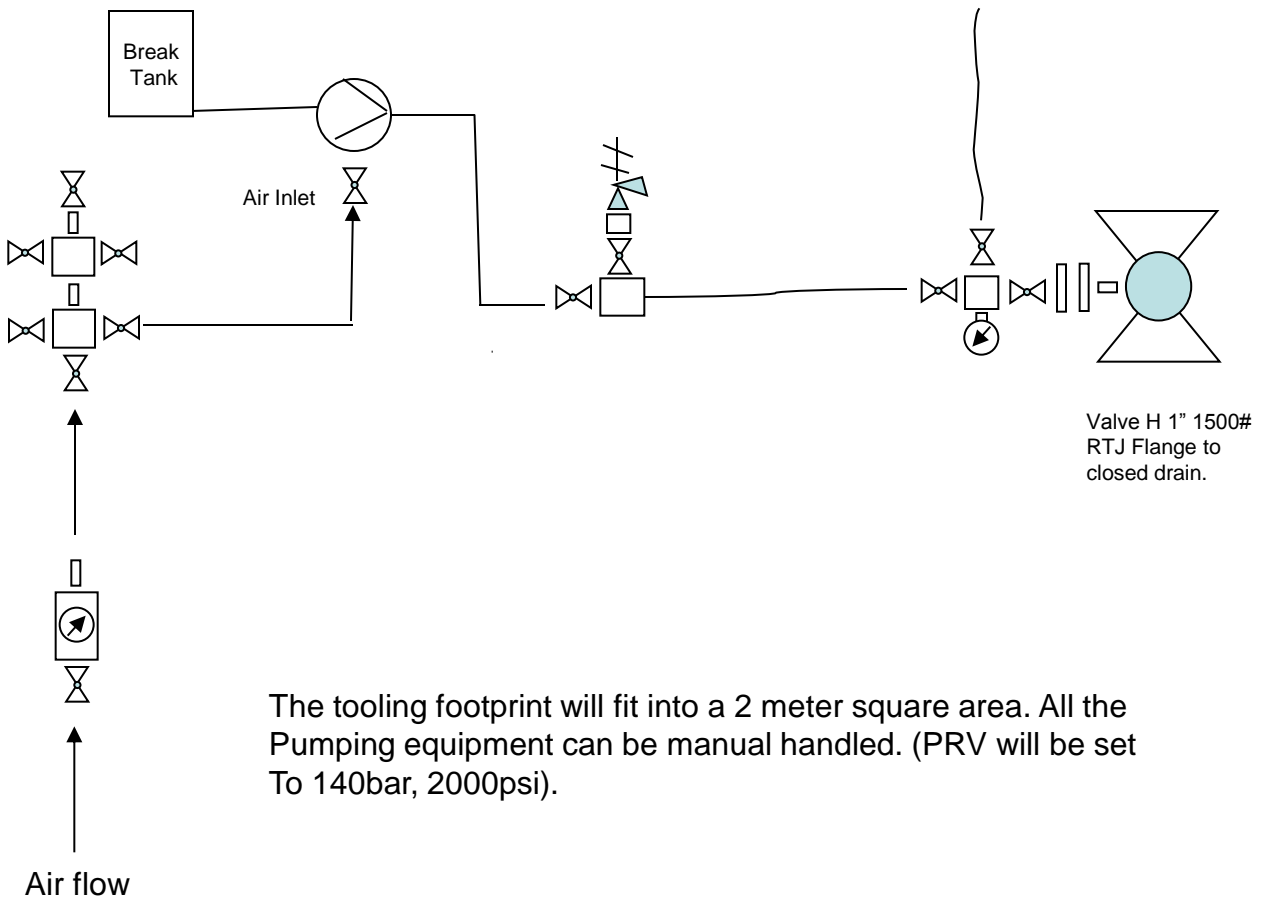 Break
Tank
Air Inlet
Valve H 1” 1500#
RTJ Flange to
closed drain.
The tooling footprint will fit into a 2 meter square area. All the
Pumping equipment can be manual handled. (PRV will be set
To 140bar, 2000psi).
Air flow